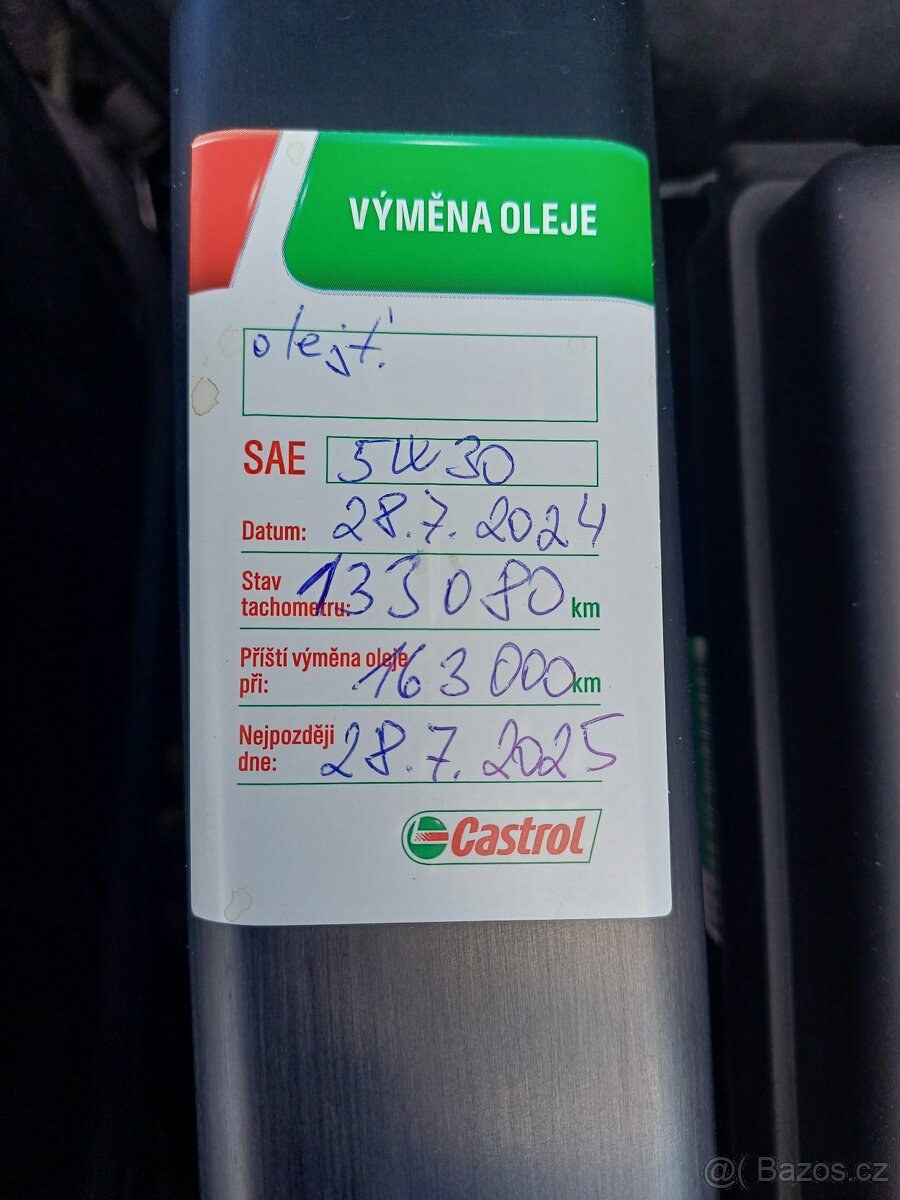 VÝMĚNA OLEJE
SAE 5W30
Datum: 28.7.2024
Stav
tachometru: 133080 km
Příští výměna oleje
při: 163000 km
Nejpozději
dne: 28.7.2025
Castrol
@( Bazos.cz